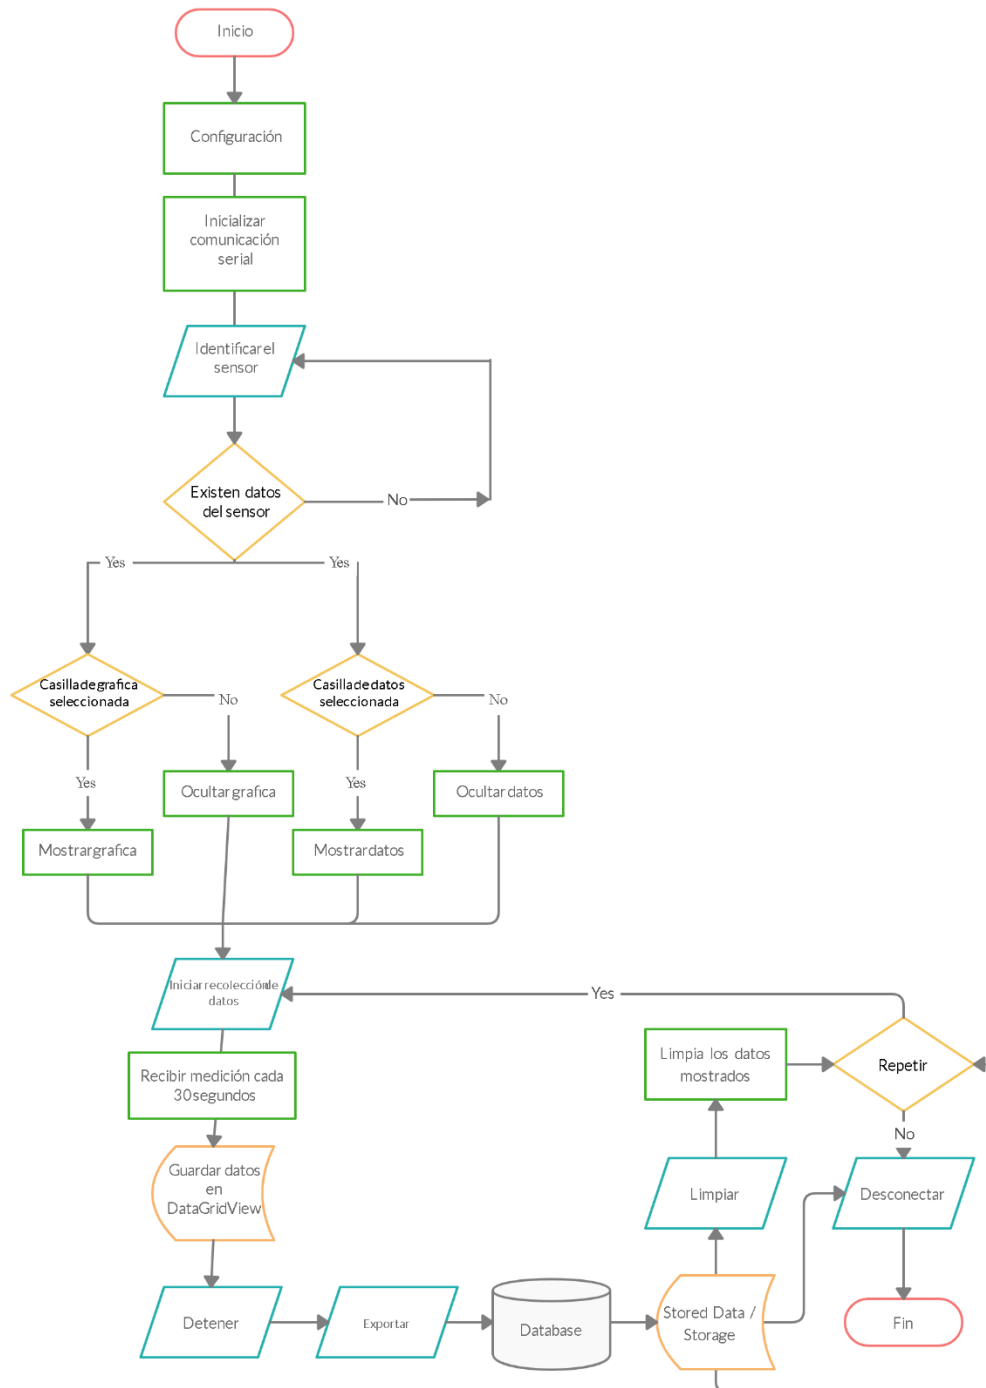 Inicio
Configuración
Inicializar
comunicación
serial
Identificar el
sensor
Existen datos
del sensor
No
Yes
Yes
Casilla de grafica
seleccionada
No
Casilla de datos
seleccionada
No
Yes
Ocultar grafica
Yes
Ocultar datos
Mostrar grafica
Mostrar datos
Iniciar recolección de
datos
Yes
Recibir medición cada
30 segundos
Limpia los datos
mostrados
Repetir
No
Guardar datos
en
DataGridView
Limpiar
Desconectar
Detener
Exportar
Database
Stored Data /
Storage
Fin